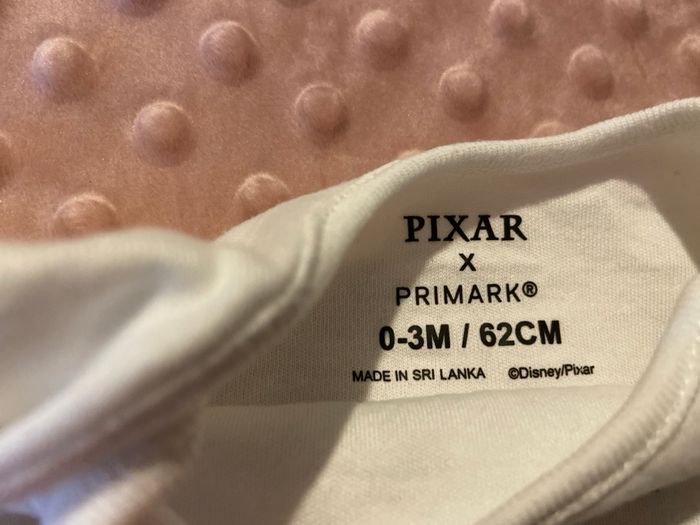 PIXAR
X
PRIMARK®
0-3M / 62CM
MADE IN SRI LANKA ©Disney/Pixar